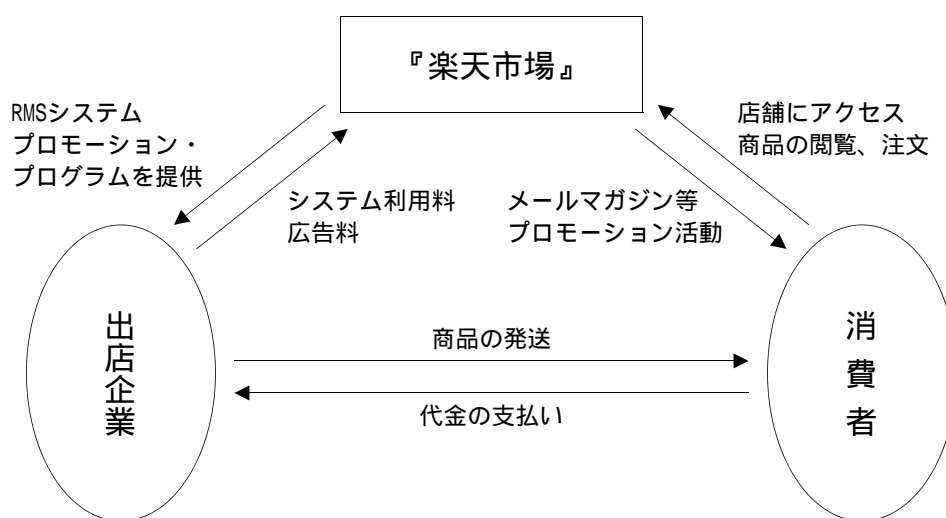 『楽天市場』
RMSシステム
プロモーション・
プログラムを提供
店舗にアクセス
商品の閲覧、注文
システム利用料
広告料
メールマガジン等
プロモーション活動
出店企業
消費者
商品の発送
代金の支払い